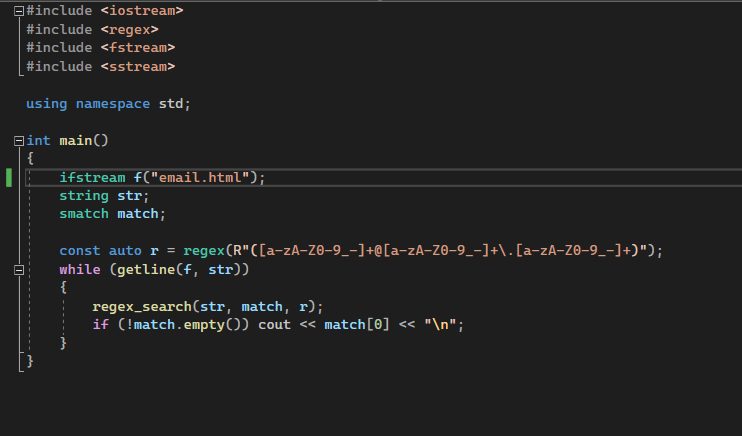 #include <iostream>
#include <regex>
#include <fstream>
#include <sstream>
using namespace std;
int main()
{
ifstream f("email.html");
string str;
smatch match;
const auto r = regex(R"([a-zA-Z0-9_-]+@[a-zA-Z0-9_-]+\.[a-zA-Z0-9_-]+)");
while (getline(f, str))
{
regex_search(str, match, r);
if (!match.empty()) cout << match[0] << "\n";
}
}